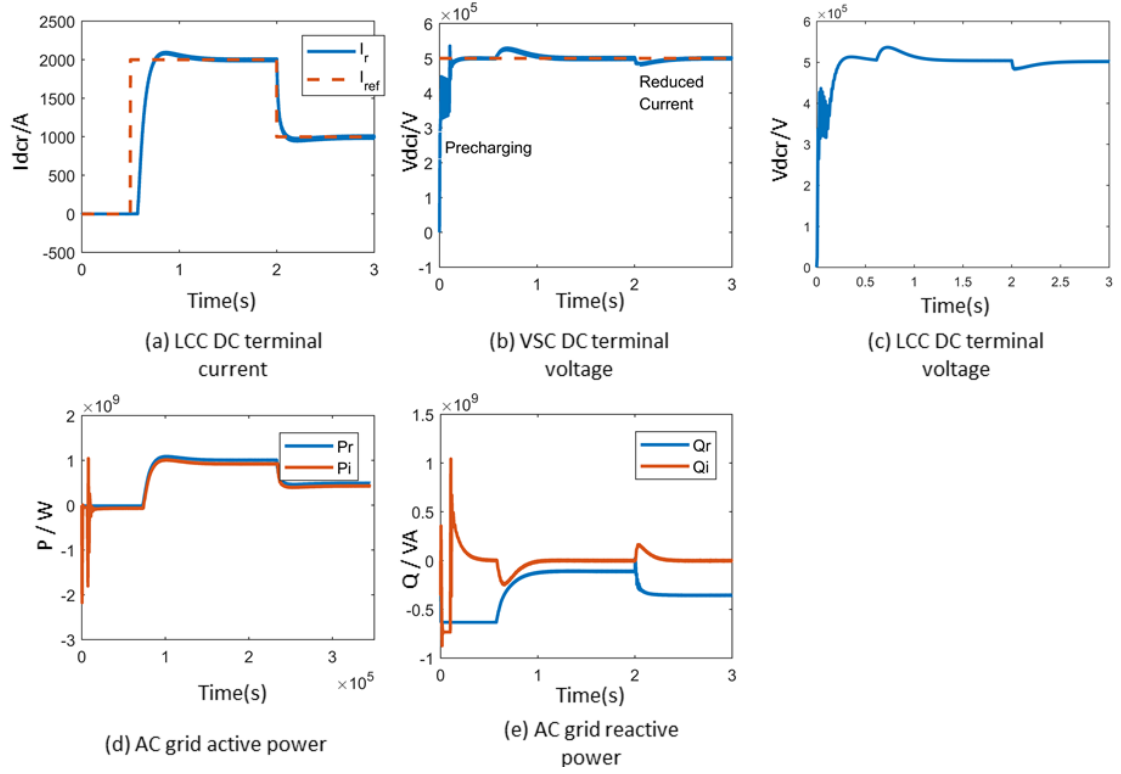 2500
2000
1500
1000
500
0
-500
Idcr/A
I_r
I_ref
0
1
2
3
Time(s)
(a) LCC DC terminal
current
×10^5
6
5
4
3
2
1
0
-1
Vdci/V
Precharging
Reduced
Current
0
1
2
3
Time(s)
(b) VSC DC terminal
voltage
×10^5
6
5
4
3
2
1
0
Vdcr/V
0
0.5
1
1.5
2
2.5
3
Time(s)
(c) LCC DC terminal
voltage
×10^9
2
1
0
-1
-2
-3
P / W
Pr
Pi
0
1
2
3
×10^5
Time(s)
(d) AC grid active power
×10^9
1.5
1
0.5
0
-0.5
-1
Q / VA
Qr
Qi
0
1
2
3
Time(s)
(e) AC grid reactive
power